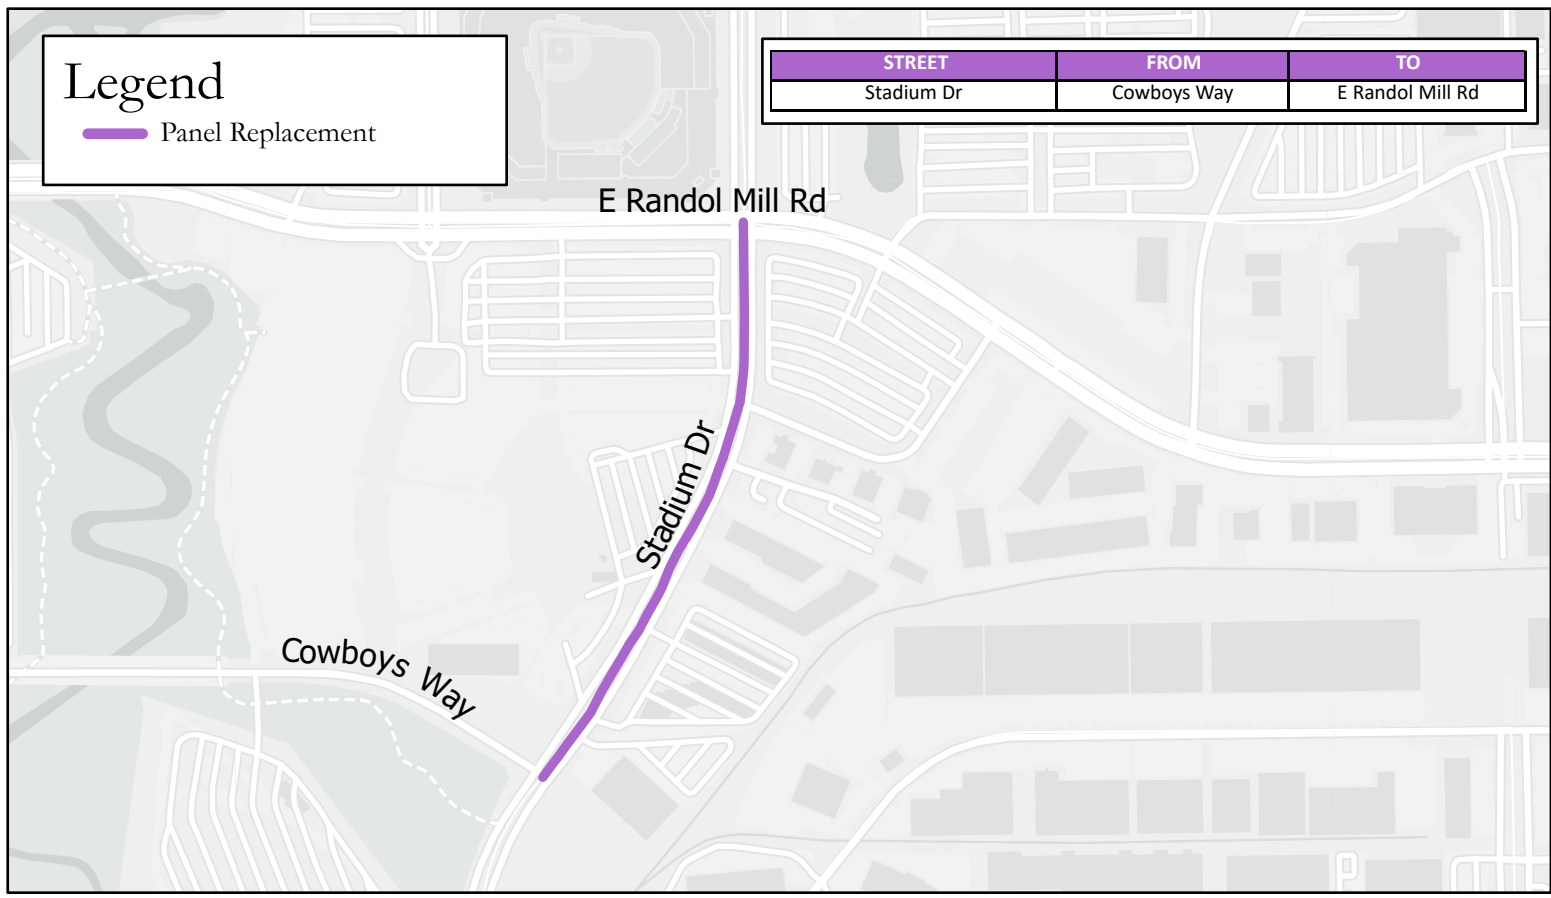 Legend
Panel Replacement
STREET FROM TO
Stadium Dr Cowboys Way E Randol Mill Rd
E Randol Mill Rd
Stadium Dr
Cowboys Way